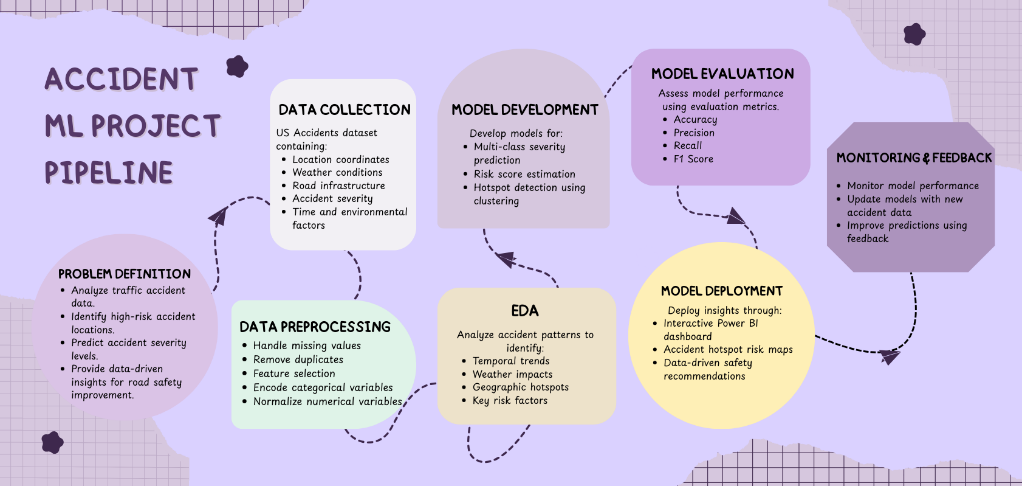 ACCIDENT
ML PROJECT
PIPELINE
PROBLEM DEFINITION
• Analyze traffic accident
data.
• Identify high-risk accident
locations.
• Predict accident severity
levels.
• Provide data-driven
insights for road safety
improvement.
DATA COLLECTION
US Accidents dataset
containing:
• Location coordinates
• Weather conditions
• Road infrastructure
• Accident severity
• Time and environmental
factors
DATA PREPROCESSING
• Handle missing values
• Remove duplicates
• Feature selection
• Encode categorical variables
• Normalize numerical variables
EDA
Analyze accident patterns to
identify:
• Temporal trends
• Weather impacts
• Geographic hotspots
• Key risk factors
MODEL DEVELOPMENT
Develop models for:
• Multi-class severity
prediction
• Risk score estimation
• Hotspot detection using
clustering
MODEL EVALUATION
Assess model performance
using evaluation metrics.
• Accuracy
• Precision
• Recall
• F1 Score
MODEL DEPLOYMENT
Deploy insights through:
• Interactive Power BI
dashboard
• Accident hotspot risk maps
• Data-driven safety
recommendations
MONITORING & FEEDBACK
• Monitor model performance
• Update models with new
accident data
• Improve predictions using
feedback